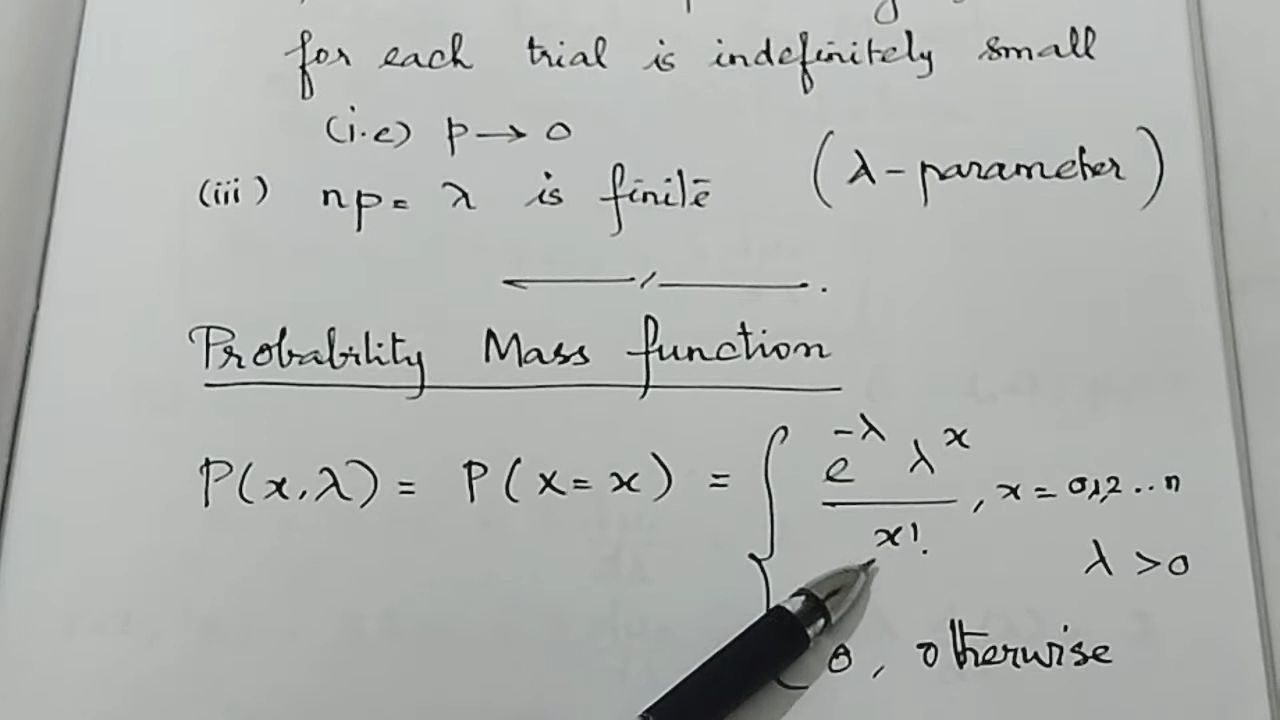 for each trial is indefinitely small
(i.e) p → 0
(iii) np = λ is finite (λ - parameter)
Probability Mass function
P(x,λ) = P(X = x) = { e^-λ λ^x / x! , x = 0,1,2 .. n
λ > 0
0, otherwise